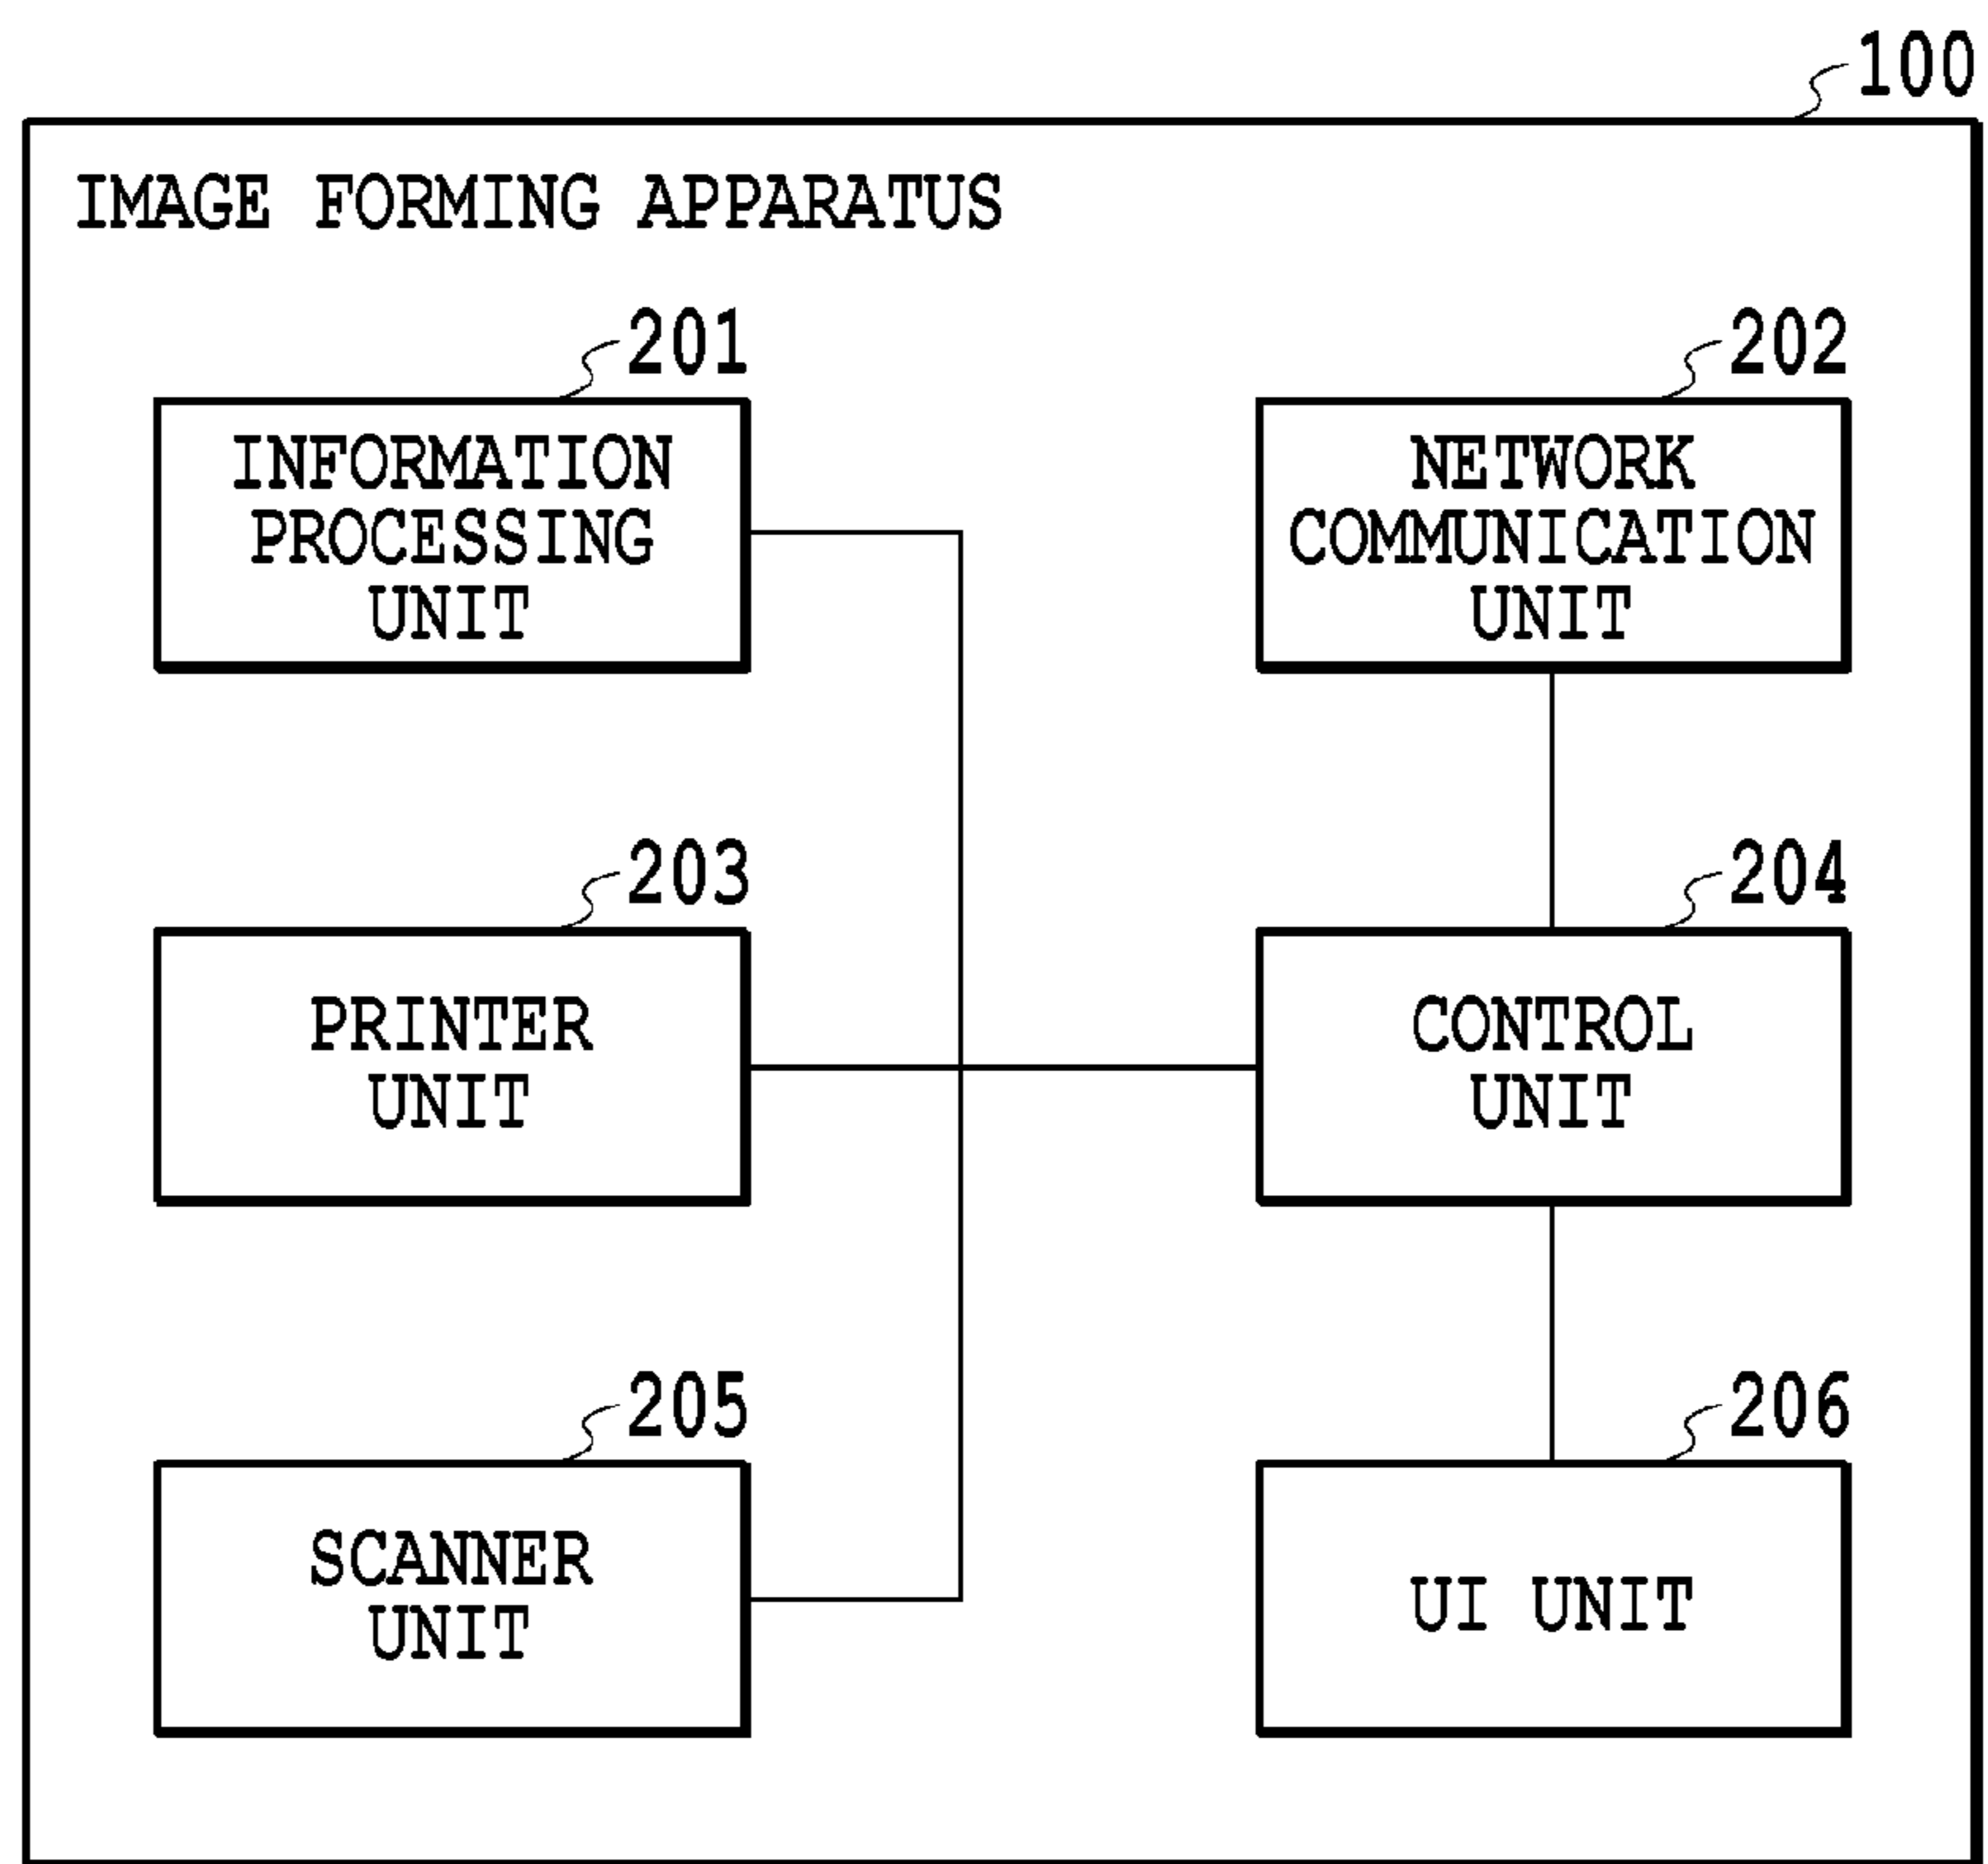 100
IMAGE FORMING APPARATUS
201
INFORMATION
PROCESSING
UNIT
202
NETWORK
COMMUNICATION
UNIT
203
PRINTER
UNIT
204
CONTROL
UNIT
205
SCANNER
UNIT
206
UI UNIT